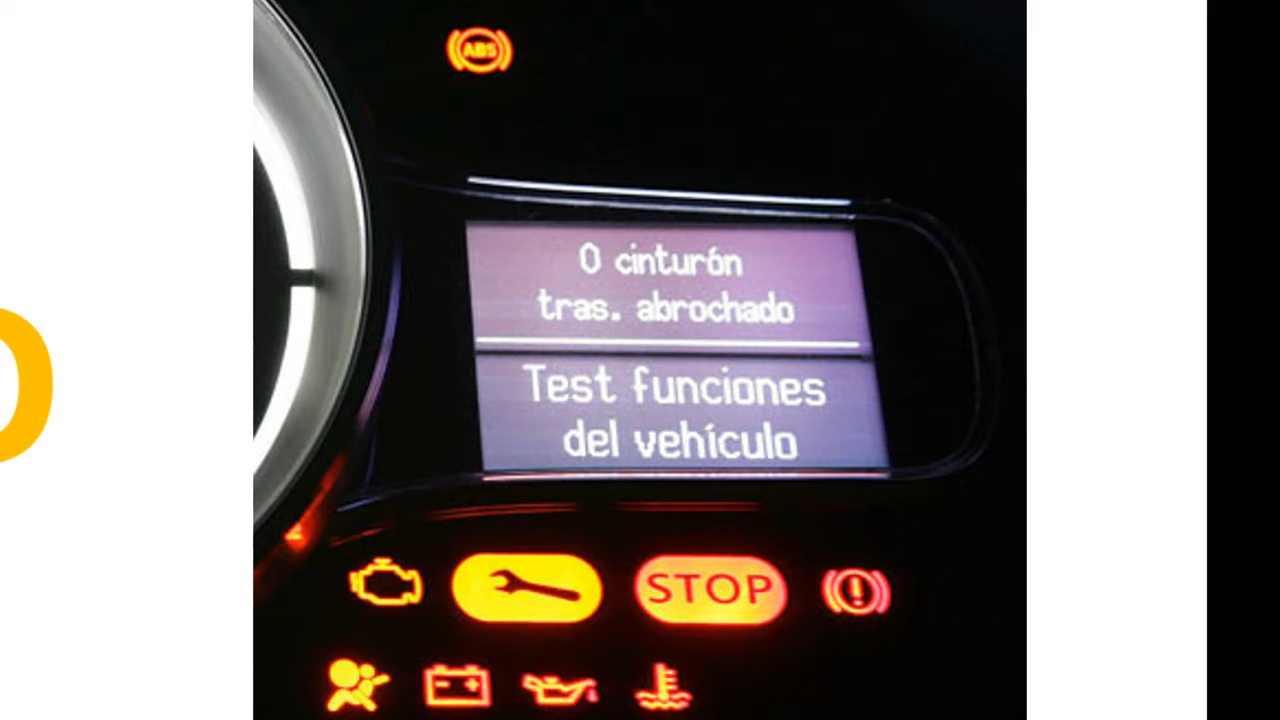 ABS
0 cinturón
tras. abrochado
Test funciones
del vehículo
STOP